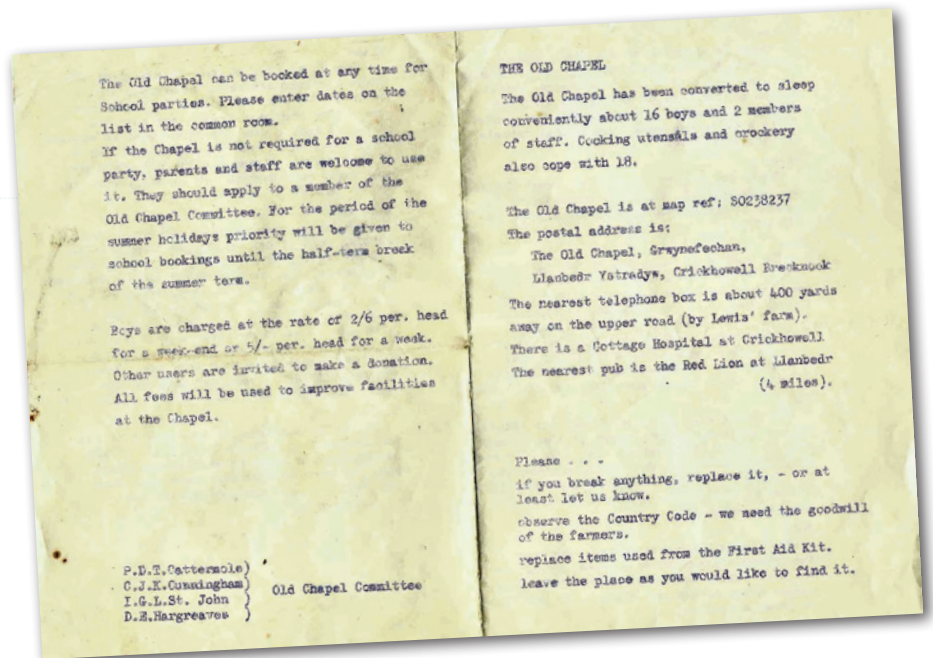 The Old Chapel can be booked at any time for
School parties. Please enter dates on the
list in the common room.
If the Chapel is not required for a school
party, parents and staff are welcome to use
it. They should apply to a member of the
Old Chapel Committee. For the period of the
summer holidays priority will be given to
school bookings until the half-term break
of the summer term.
Boys are charged at the rate of 2/6 per. head
for a week-end or 5/- per. head for a week.
Other users are invited to make a donation.
All fees will be used to improve facilities
at the Chapel.
P.D.T.Cattermole)
C.J.K.Cunningham)
I.G.L.St. John )
D.E.Hargreaves )
Old Chapel Committee
THE OLD CHAPEL
The Old Chapel has been converted to sleep
conveniently about 16 boys and 2 members
of staff. Cooking utensils and crockery
also cope with 18.
The Old Chapel is at map ref; SO238237
The postal address is;
The Old Chapel, Grwynefechan,
Llanbedr Ystradyw, Crickhowell Brecknock
The nearest telephone box is about 400 yards
away on the upper road (by Lewis' farm).
There is a Cottage Hospital at Crickhowell
The nearest pub is the Red Lion at Llanbedr
(4 miles).
Please . . .
if you break anything, replace it, - or at
least let us know.
observe the Country Code - we need the goodwill
of the farmers.
replace items used from the First Aid Kit.
leave the place as you would like to find it.